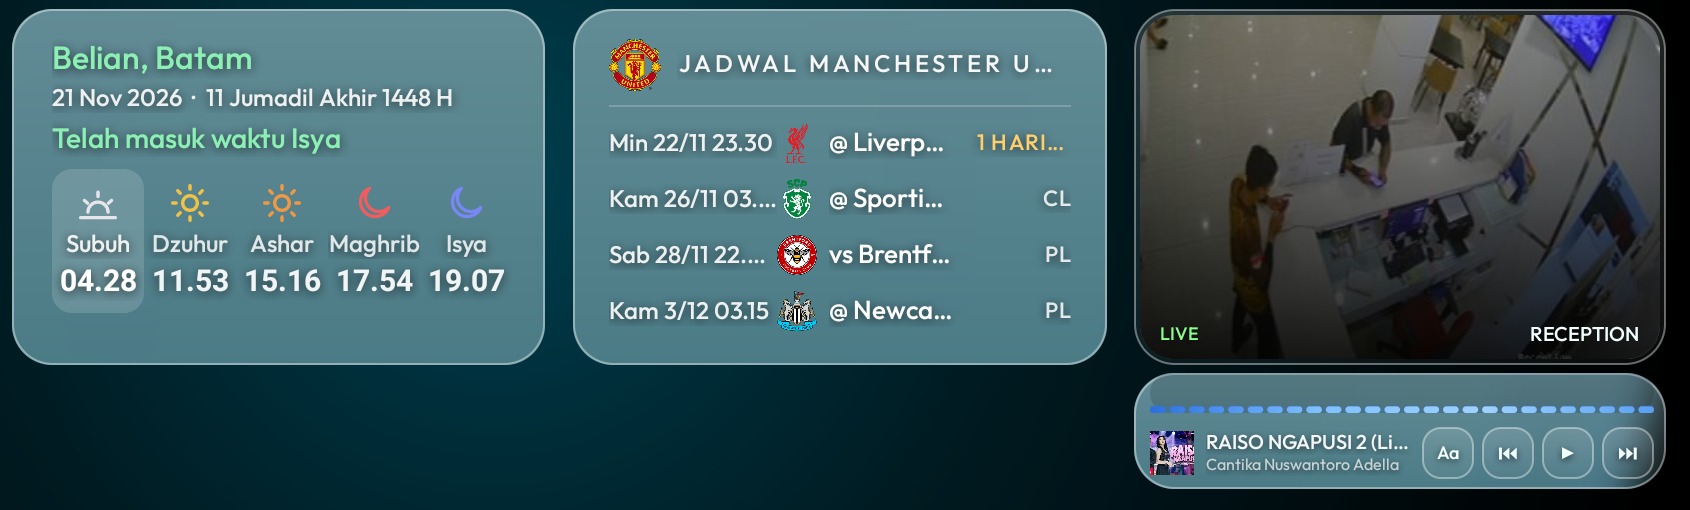 Belian, Batam
21 Nov 2026 · 11 Jumadil Akhir 1448 H
Telah masuk waktu Isya
Subuh Dzuhur Ashar Maghrib Isya
04.28 11.53 15.16 17.54 19.07
JADWAL MANCHESTER U...
Min 22/11 23.30 @ Liverp... 1 HARI...
Kam 26/11 03.... @ Sporti... CL
Sab 28/11 22.... vs Brentf... PL
Kam 3/12 03.15 @ Newca... PL
LIVE RECEPTION
RAISO NGAPUSI 2 (Li...
Cantika Nuswantoro Adella
Aa